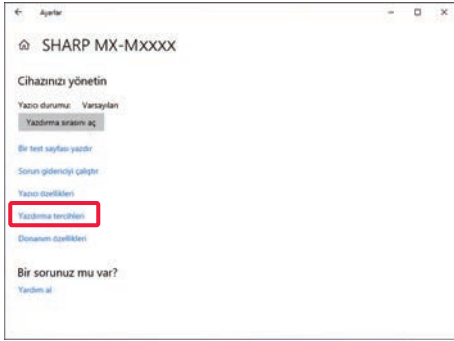 Ayarlar
SHARP MX-Mxxxx
Cihazınızı yönetin
Yazıcı durumu: Varsayılan
Yazdırma sırasını aç
Bir test sayfası yazdır
Sorun gidericiyi çalıştır
Yazıcı özellikleri
Yazdırma tercihleri
Donanım özellikleri
Bir sorunuz mu var?
Yardım al